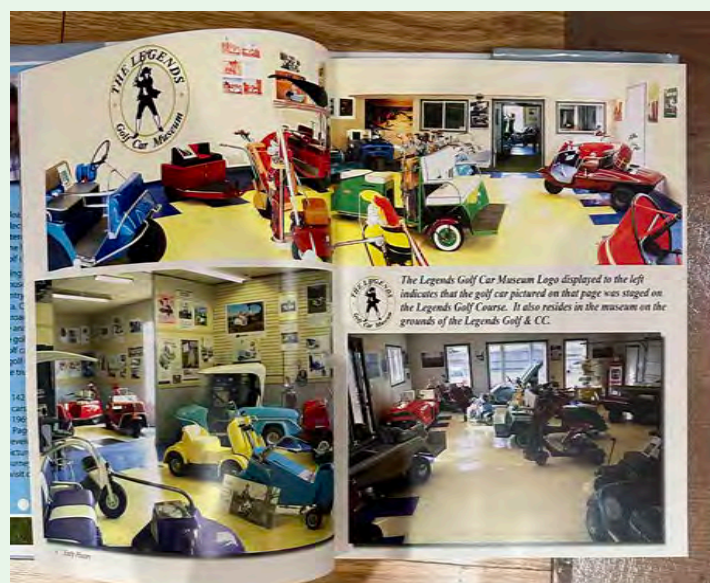 THE LEGENDS
Golf Car Museum
The Legends Golf Car Museum Logo displayed to the left
indicates that the golf car pictured on that page was staged on
the Legends Golf Course. It also resides in the museum on the
grounds of the Legends Golf & CC.
THE LEGENDS
Golf Car Museum
142